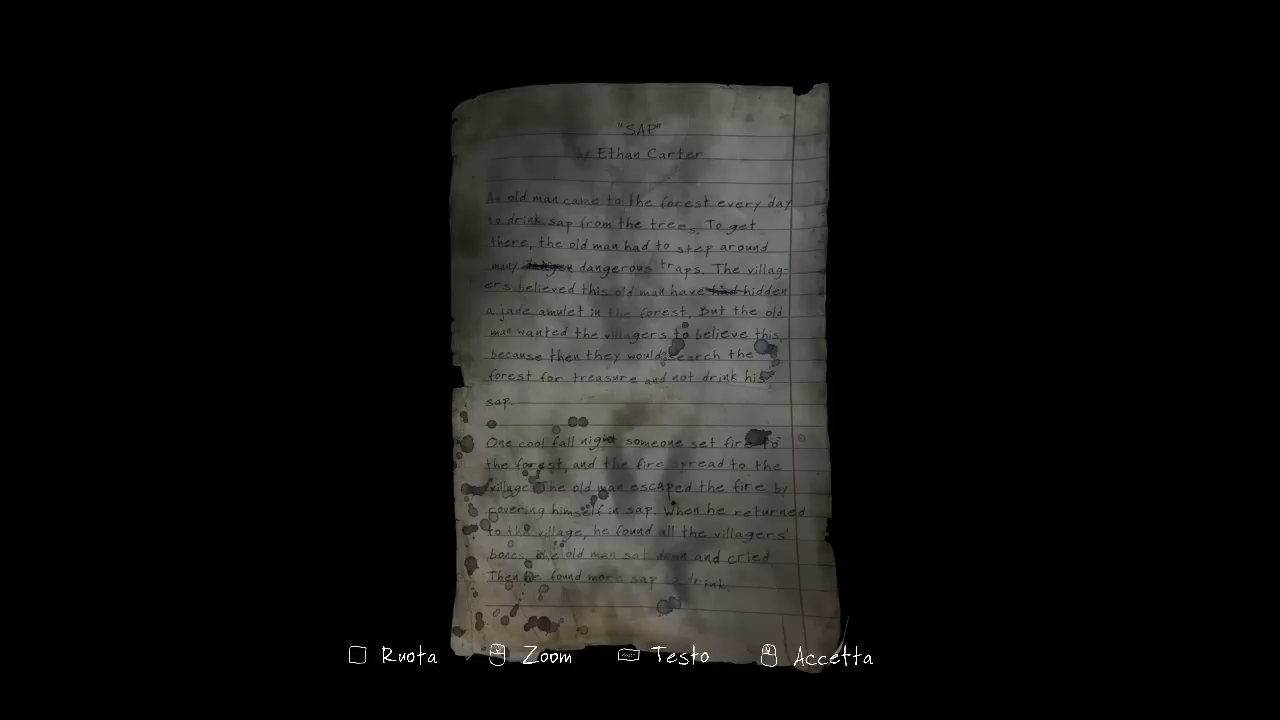 "SAP"
by Ethan Carter
An old man came to the forest every day
to drink sap from the trees. To get
there, the old man had to step around
many dangerous traps. The villag-
ers believed this old man have had hidden
a jade amulet in the forest. But the old
man wanted the villagers to believe this,
because then they would search the
forest for treasure and not drink his
sap.
One cool fall night someone set fire to
the forest, and the fire spread to the
village. The old man escaped the fire by
covering himself in sap. When he returned
to the village, he found all the villagers'
bones. The old man sat down and cried.
Then he found more sap to drink.
Ruota Zoom Testo Accetta